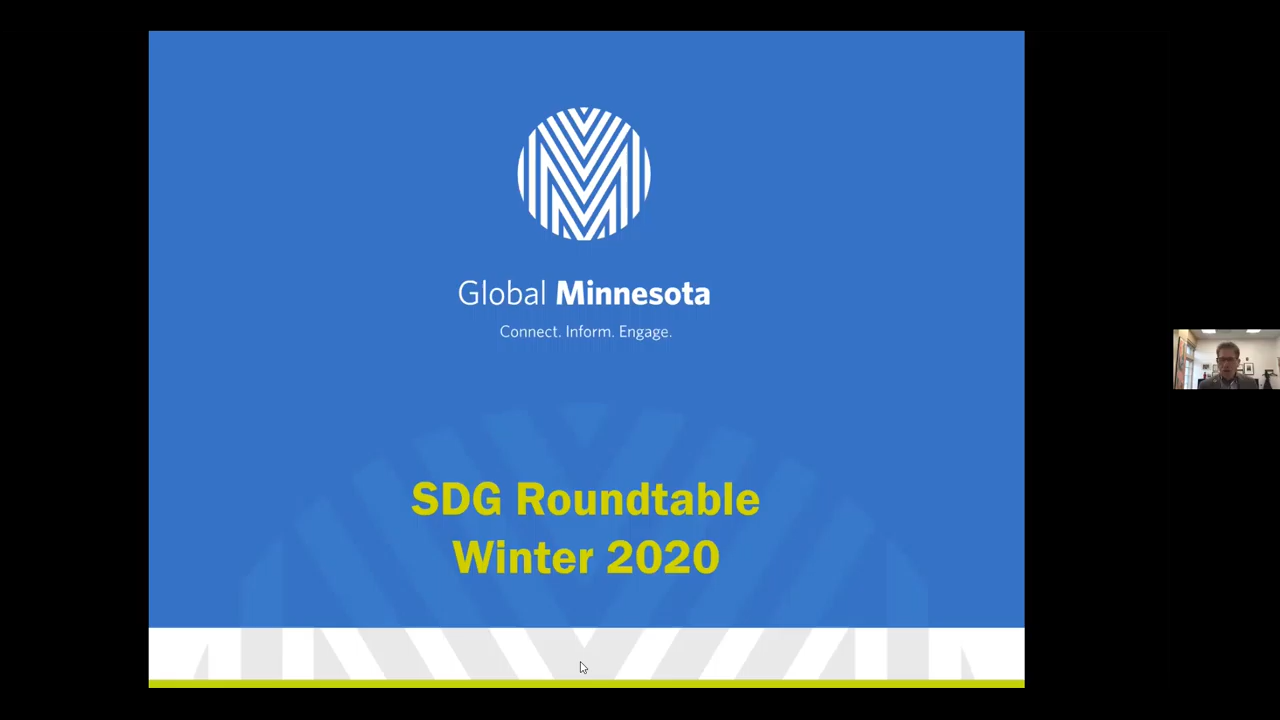 Global Minnesota
Connect. Inform. Engage.
SDG Roundtable
Winter 2020